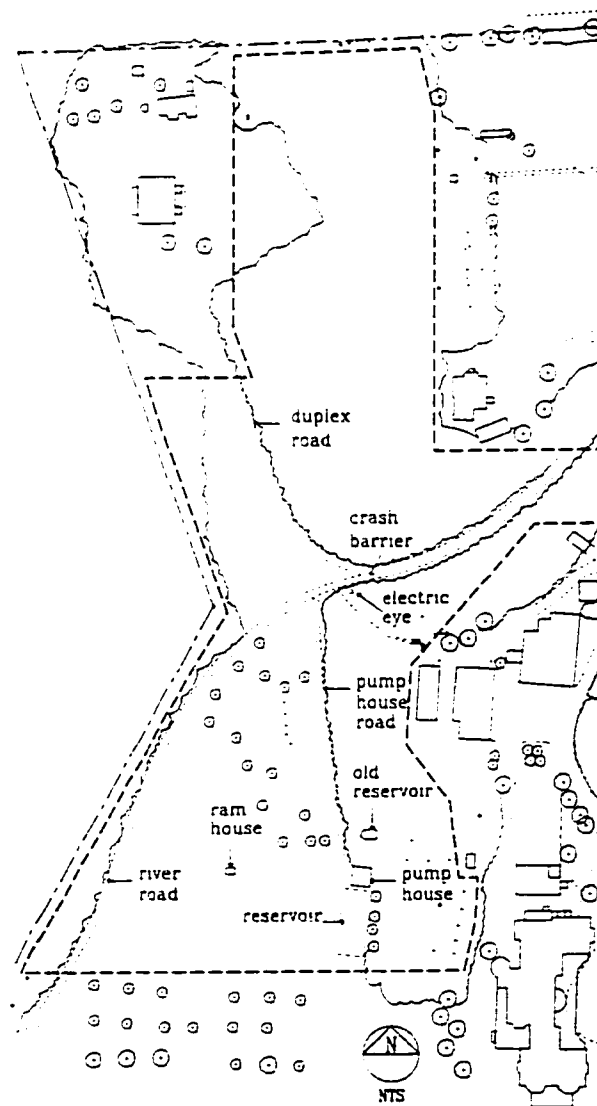 duplex
road
crash
barrier
electric
eye
pump
house
road
old
reservoir
ram
house
river
road
pump
house
reservoir
N
NTS